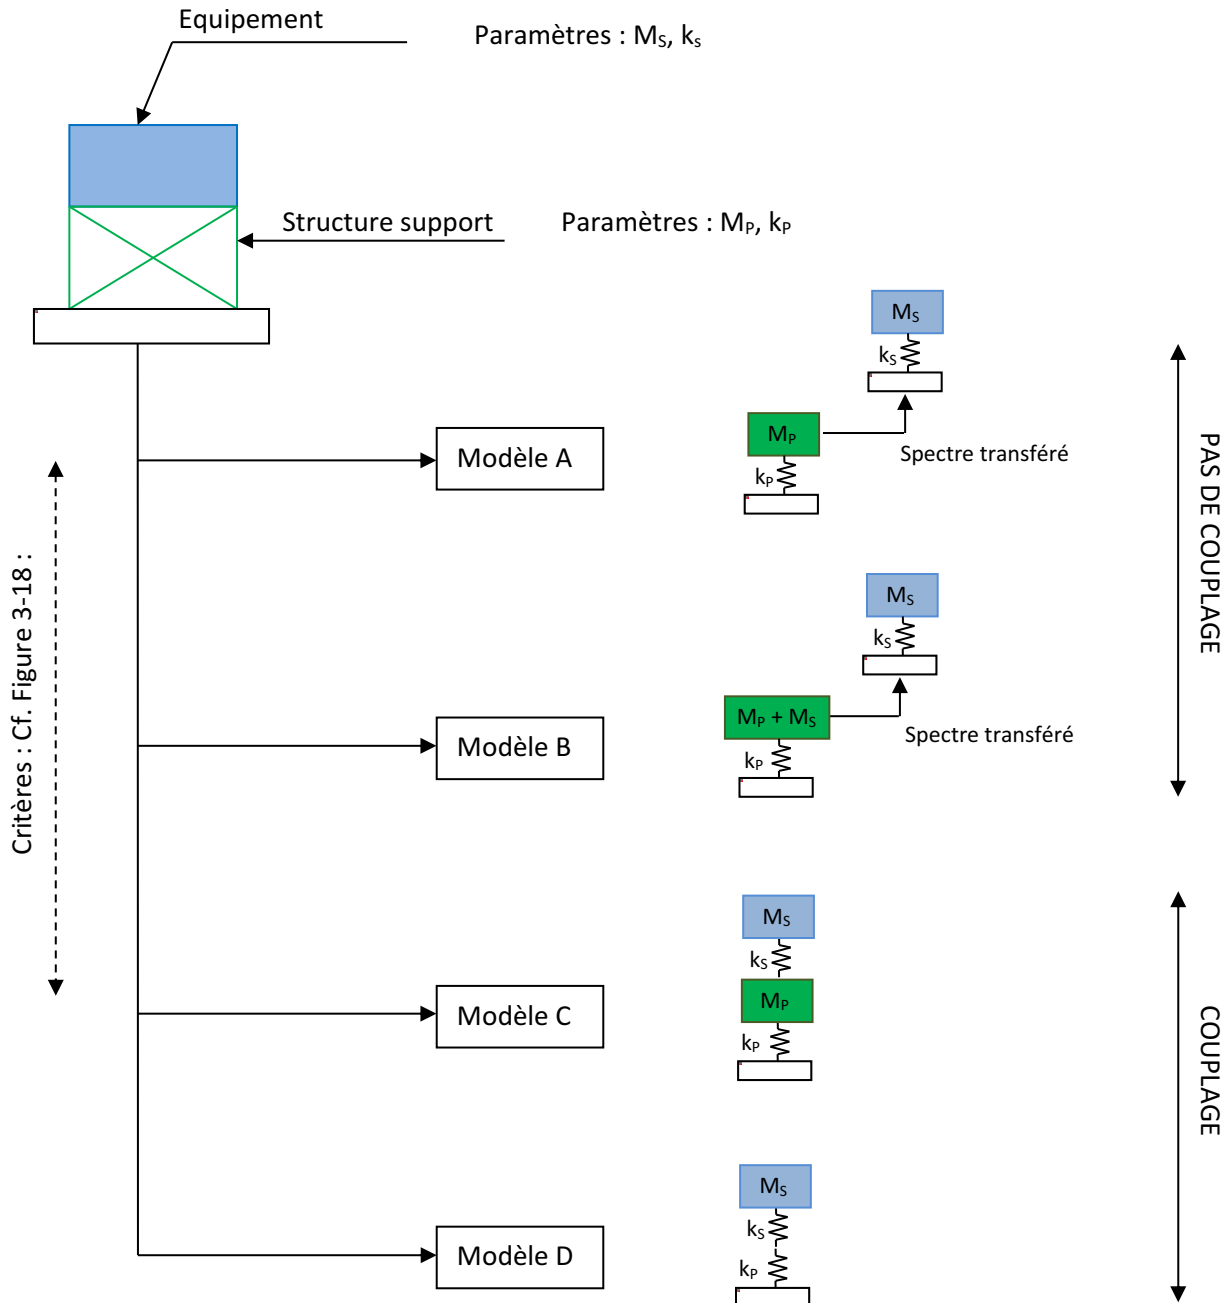 Equipement
Paramètres : MS, ks
Structure support
Paramètres : MP, kP
MS
kS
MP
Spectre transféré
kP
Modèle A
PAS DE COUPLAGE
Critères : Cf. Figure 3-18 :
MS
kS
MP + MS
Spectre transféré
kP
Modèle B
MS
kS
MP
kP
Modèle C
COUPLAGE
MS
kS
kP
Modèle D